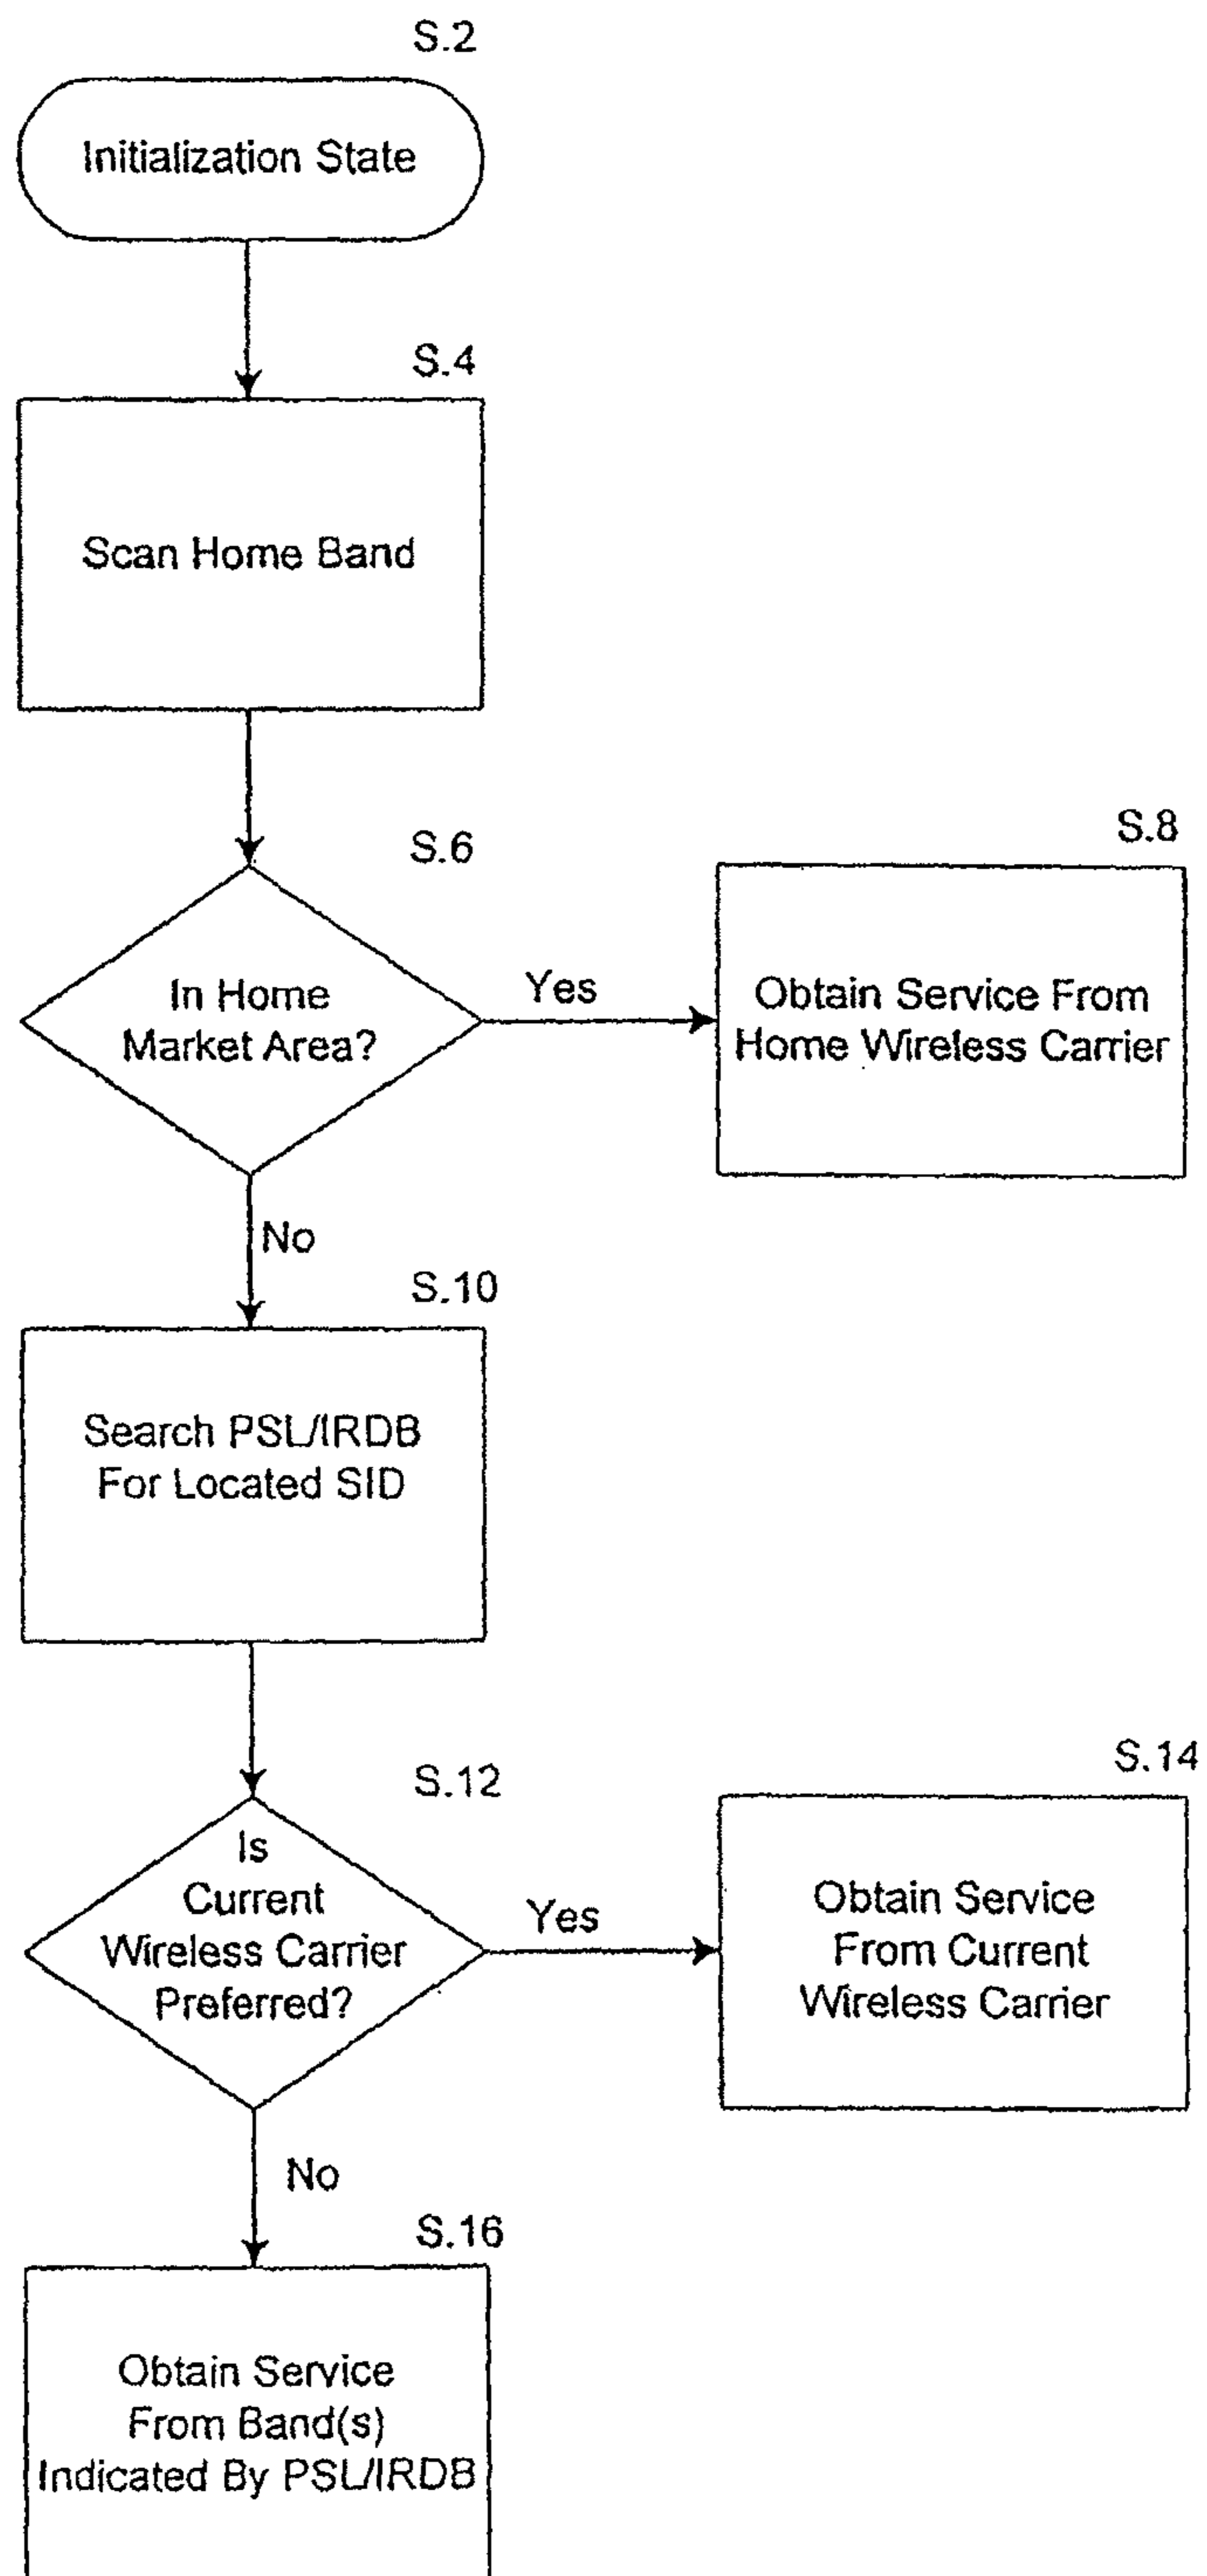 S.2
Initialization State
S.4
Scan Home Band
S.6
In Home
Market Area?
Yes
S.8
Obtain Service From
Home Wireless Carrier
No
S.10
Search PSL/IRDB
For Located SID
S.12
Is
Current
Wireless Carrier
Preferred?
Yes
S.14
Obtain Service
From Current
Wireless Carrier
No
S.16
Obtain Service
From Band(s)
Indicated By PSL/IRDB